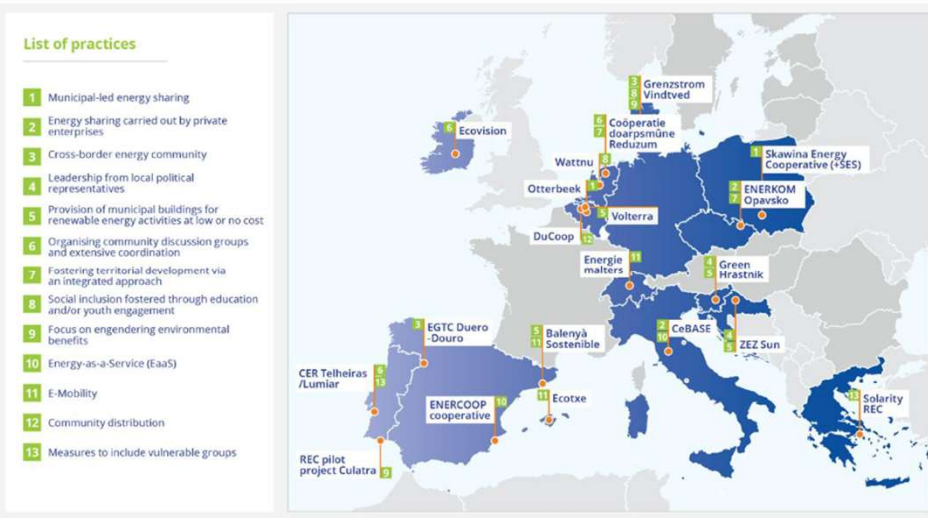 List of practices
1 Municipal-led energy sharing
2 Energy sharing carried out by private
enterprises
3 Cross-border energy community
4 Leadership from local political
representatives
5 Provision of municipal buildings for
renewable energy activities at low or no cost
6 Organising community discussion groups
and extensive coordination
7 Fostering territorial development via
an integrated approach
8 Social inclusion fostered through education
and/or youth engagement
9 Focus on engendering environmental
benefits
10 Energy-as-a-Service (EaaS)
11 E-Mobility
12 Community distribution
13 Measures to include vulnerable groups
3
8
9
Grenzstrom
Vindtved
6 Ecovision
6
7
Coöperatie
doarpsmûne
Reduzum
Wattnu 8
1 Skawina Energy
Cooperative (+SES)
Otterbeek 1
2
7
ENERKOM
Opavsko
5 Volterra
DuCoop 12
Energie
malters 11
4
5
Green
Hrastnik
3 EGTC Duero
-Douro
5
11
Balenyà
Sostenible
2
10
CeBASE
4
5
ZEZ Sun
CER Telheiras
/Lumiar
6
13
11 Ecotxe
ENERCOOP
cooperative 10
13 Solarity
REC
REC pilot
project Culatra 9